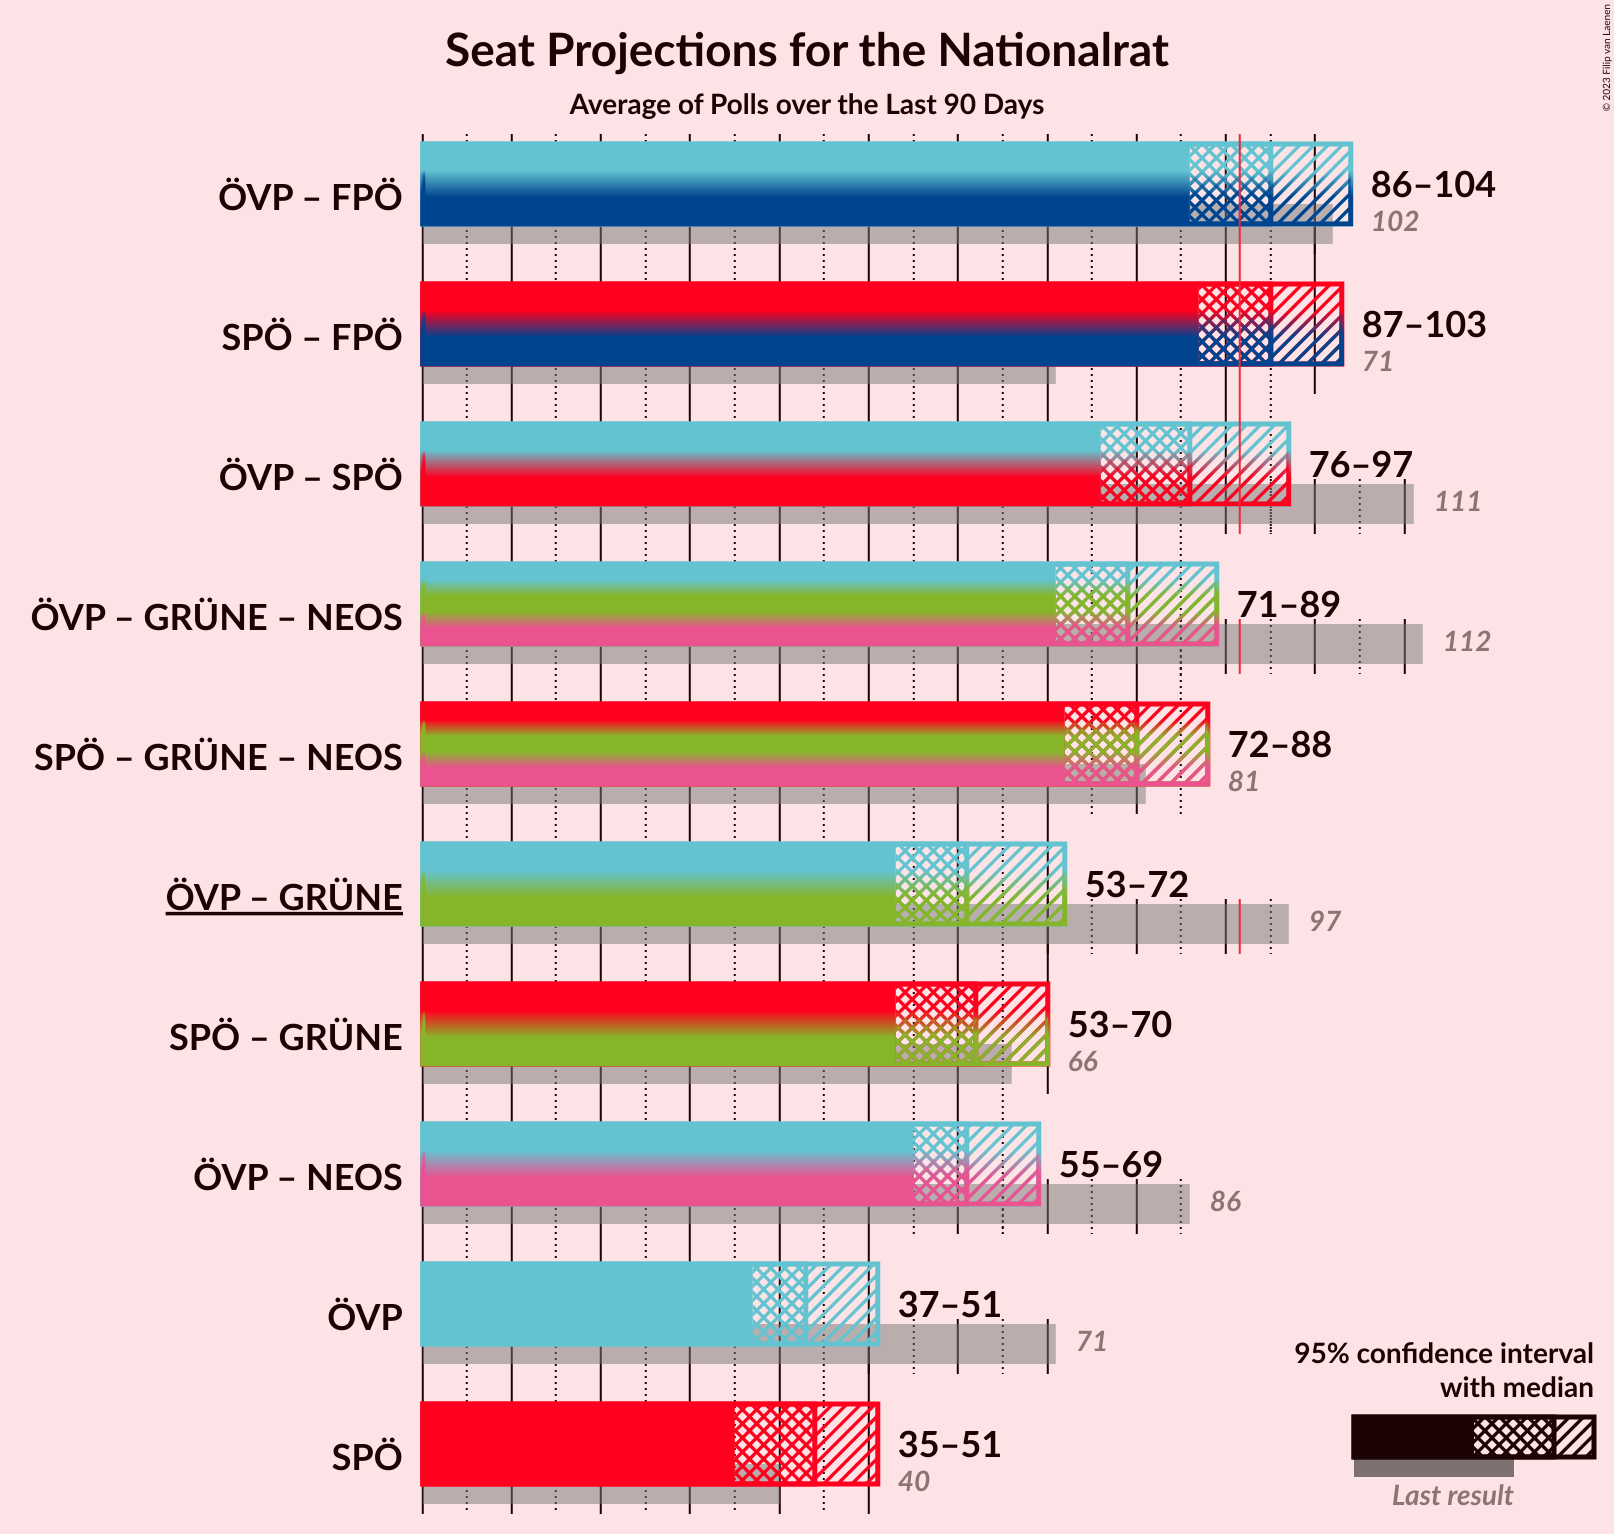 Seat Projections for the Nationalrat
Average of Polls over the Last 90 Days
© 2023 Filip van Laenen
ÖVP – FPÖ
86–104
102
SPÖ – FPÖ
87–103
71
ÖVP – SPÖ
76–97
111
ÖVP – GRÜNE – NEOS
71–89
112
SPÖ – GRÜNE – NEOS
72–88
81
ÖVP – GRÜNE
53–72
97
SPÖ – GRÜNE
53–70
66
ÖVP – NEOS
55–69
86
ÖVP
37–51
71
SPÖ
35–51
40
95% confidence interval
with median
Last result